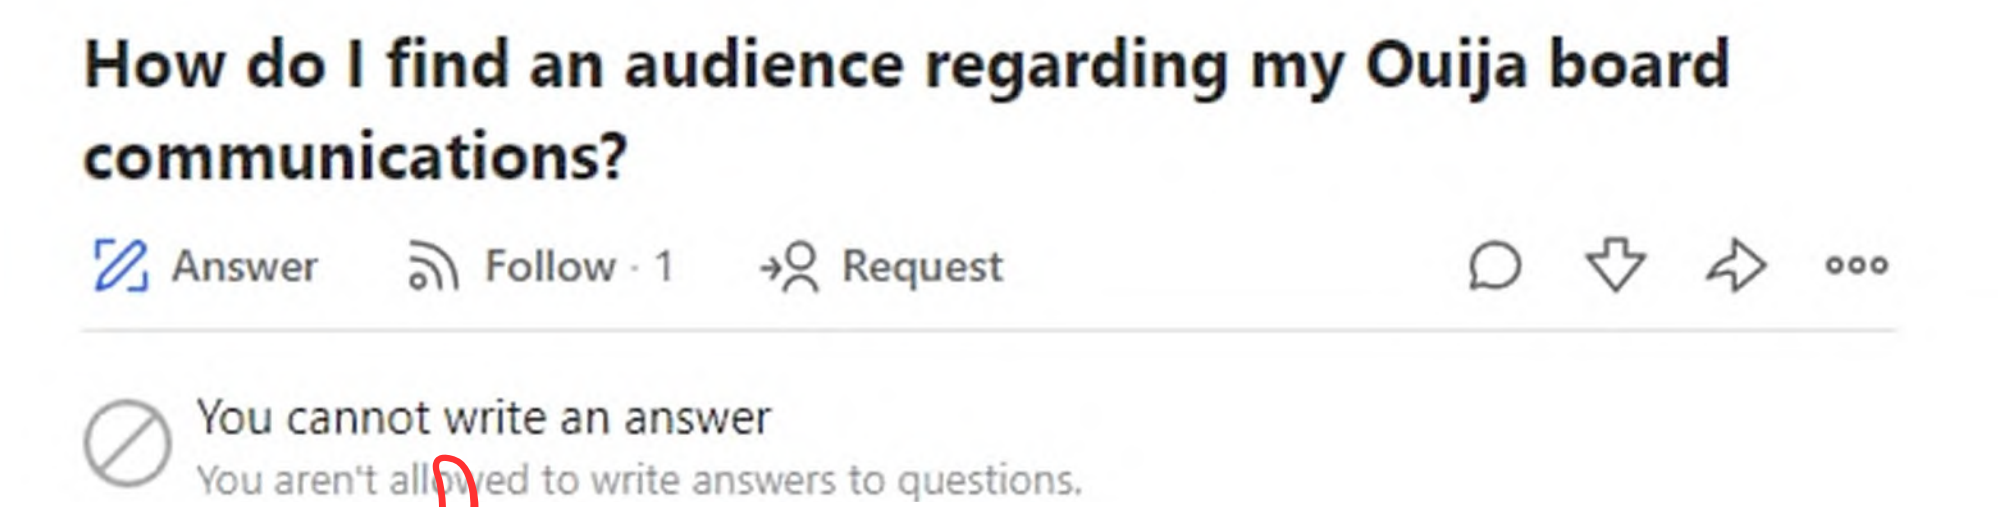 How do I find an audience regarding my Ouija board
communications?
Answer Follow · 1 Request
You cannot write an answer
You aren't allowed to write answers to questions.